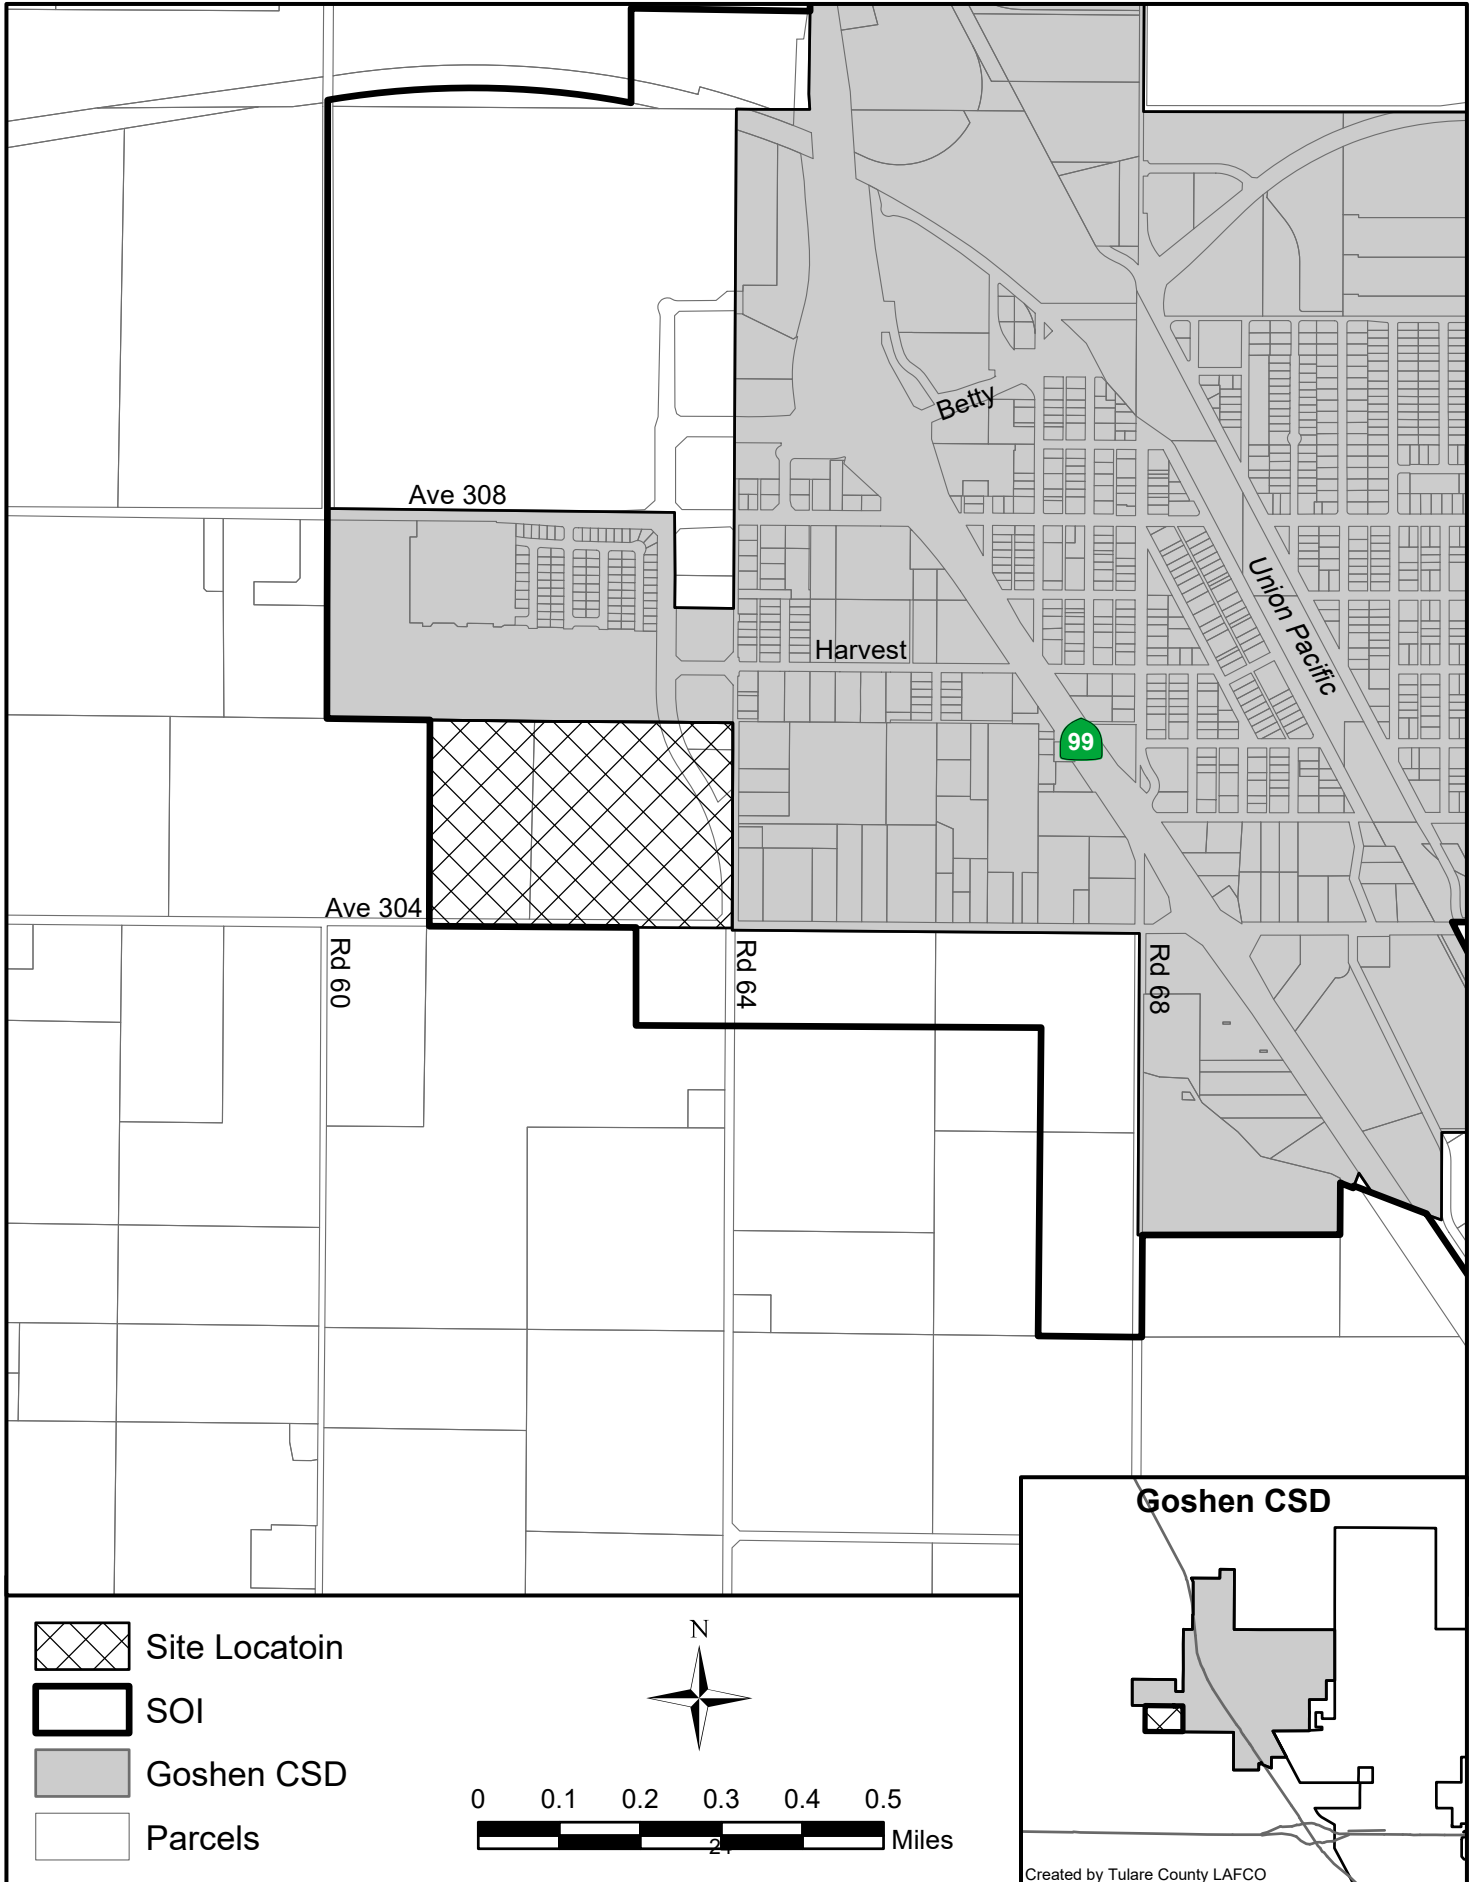 Betty
Ave 308
Union Pacific
Harvest
99
Ave 304
Rd 60
Rd 64
Rd 68
Goshen CSD
Site Locatoin
SOI
Goshen CSD
Parcels
N
0 0.1 0.2 0.3 0.4 0.5
Miles
Created by Tulare County LAFCO